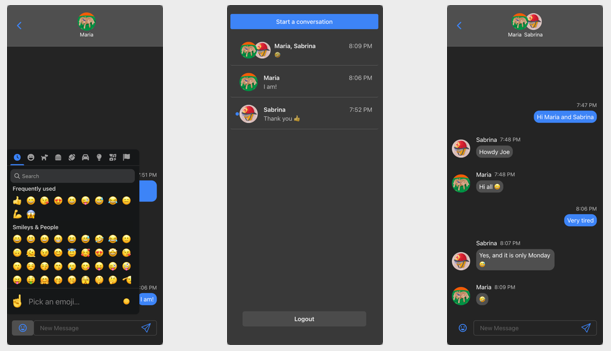 Maria
51 PM
Search
Frequently used
Smileys & People
:06 PM
I am!
Pick an emoji...
New Message
Start a conversation
Maria, Sabrina
8:09 PM
Maria
8:06 PM
I am!
Sabrina
7:52 PM
Thank you 👍
Logout
Maria Sabrina
7:47 PM
Hi Maria and Sabrina
Sabrina 7:48 PM
Howdy Joe
Maria 7:48 PM
Hi all 😀
8:06 PM
Very tired
Sabrina 8:07 PM
Yes, and it is only Monday
😅
Maria 8:09 PM
New Message